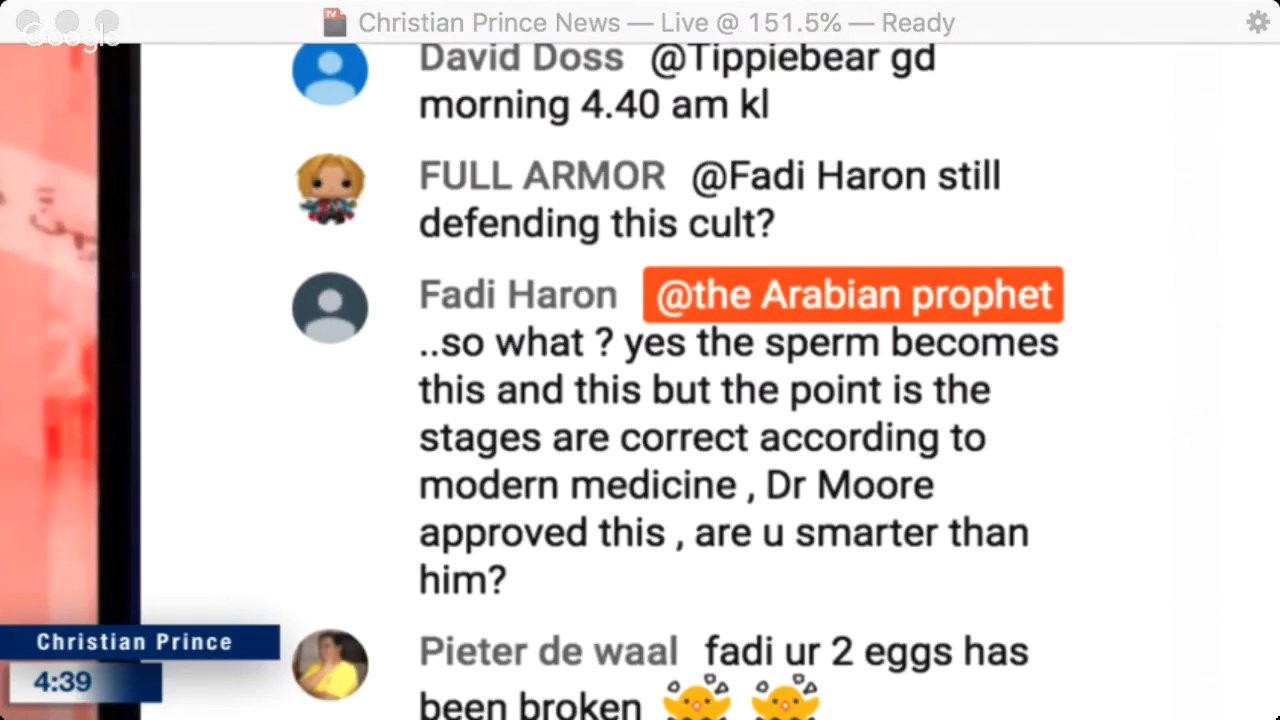 Christian Prince News — Live @ 151.5% — Ready
Google
David Doss @Tippiebear gd
morning 4.40 am kl
FULL ARMOR @Fadi Haron still
defending this cult?
Fadi Haron @the Arabian prophet
..so what ? yes the sperm becomes
this and this but the point is the
stages are correct according to
modern medicine , Dr Moore
approved this , are u smarter than
him?
Pieter de waal fadi ur 2 eggs has
been broken
Christian Prince
4:39